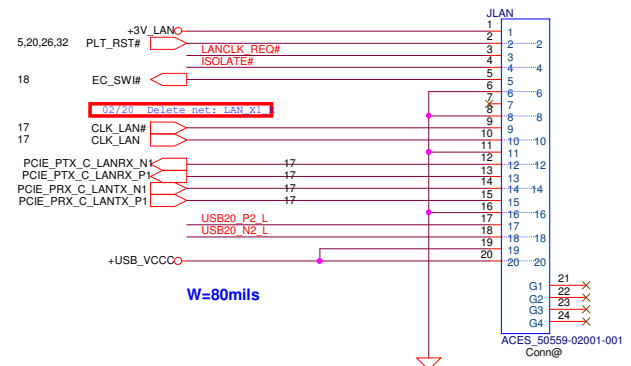 JLAN
+3V_LAN 1 1
5,20,26,32 PLT_RST# 2 2 2
LANCLK_REQ# 3 3
ISOLATE# 4 4 4
18 EC_SWI# 5 5
6 6 6
7 7
02/20 Delete net: LAN_X1_R 8 8 8
17 CLK_LAN# 9 9
17 CLK_LAN 10 10 10
11 11
PCIE_PTX_C_LANRX_N1 17 12 12 12
PCIE_PTX_C_LANRX_P1 13 13
PCIE_PRX_C_LANTX_N1 17 14 14 14
PCIE_PRX_C_LANTX_P1 17 15 15
16 16 16
USB20_P2_L 17 17
USB20_N2_L 18 18 18
19 19
+USB_VCCC 20 20 20
W=80mils
G1 21
G2 22
G3 23
G4 24
ACES_50559-02001-001
Conn@